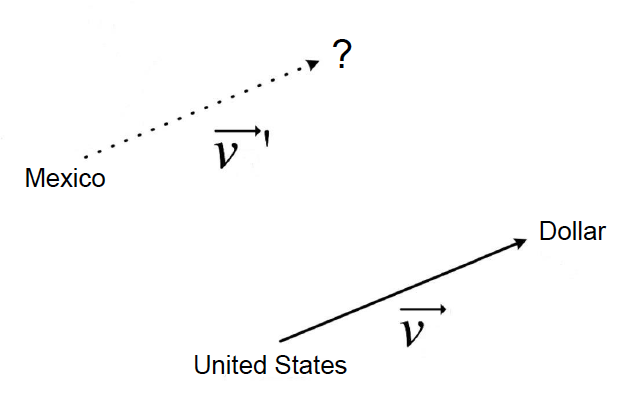 ?
v⃗ '
Mexico
Dollar
v⃗
United States